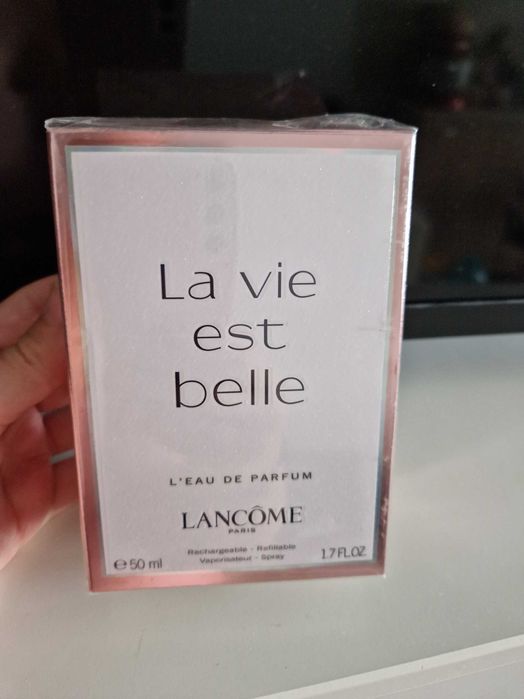 La vie
est
belle
L'EAU DE PARFUM
LANCÔME
PARIS
Rechargeable - Refillable
Vaporisateur - Spray
e 50 ml
1.7 FL.OZ